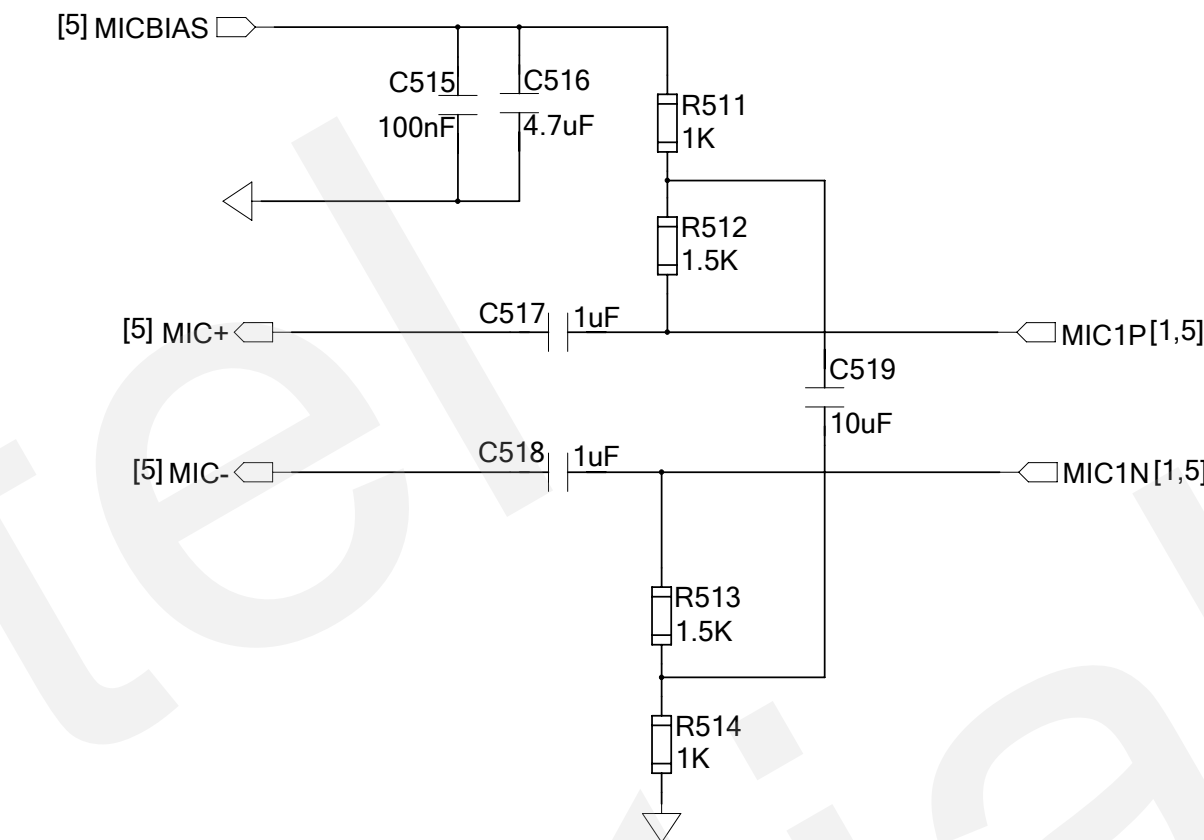 [5] MICBIAS
C515
100nF
C516
4.7uF
R511
1K
R512
1.5K
[5] MIC+
C517
1uF
MIC1P[1,5]
C519
10uF
[5] MIC-
C518
1uF
MIC1N[1,5]
R513
1.5K
R514
1K